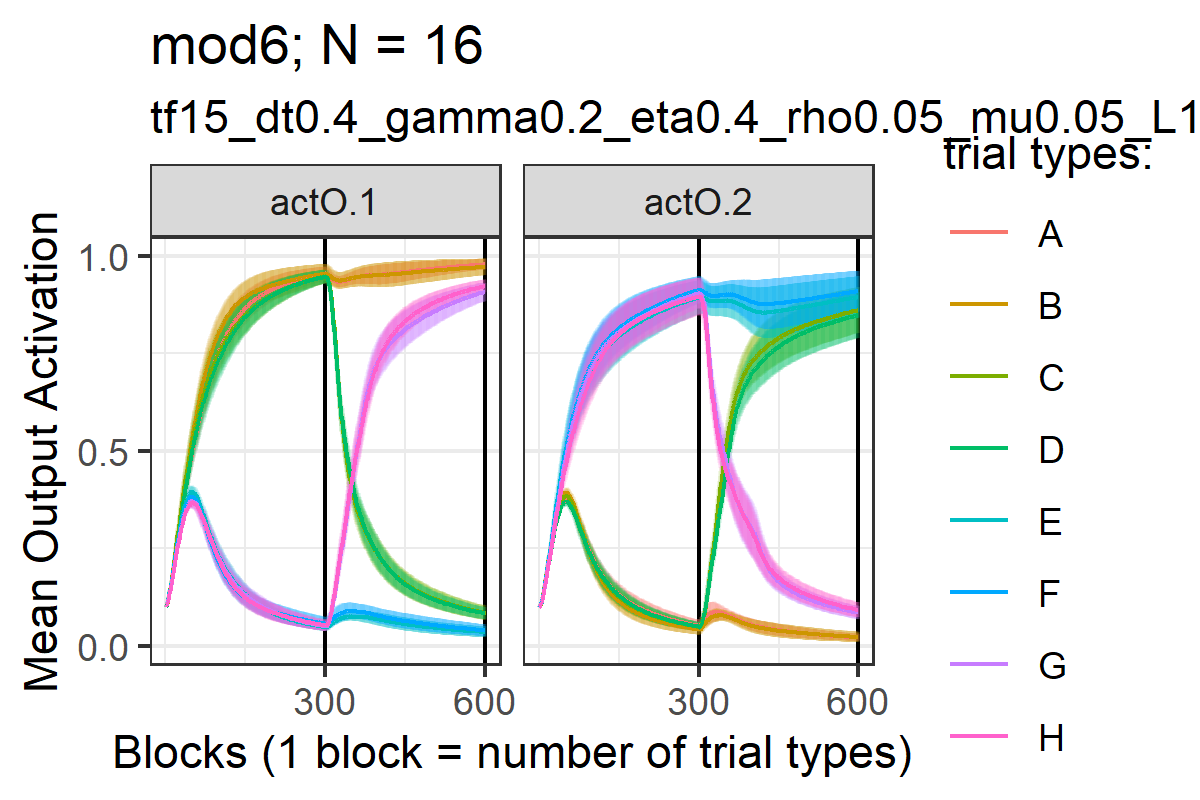 mod6; N = 16
tf15_dt0.4_gamma0.2_eta0.4_rho0.05_mu0.05_L1
trial types:
actO.1
actO.2
Mean Output Activation
1.0
0.5
0.0
300
600
300
600
Blocks (1 block = number of trial types)
A
B
C
D
E
F
G
H